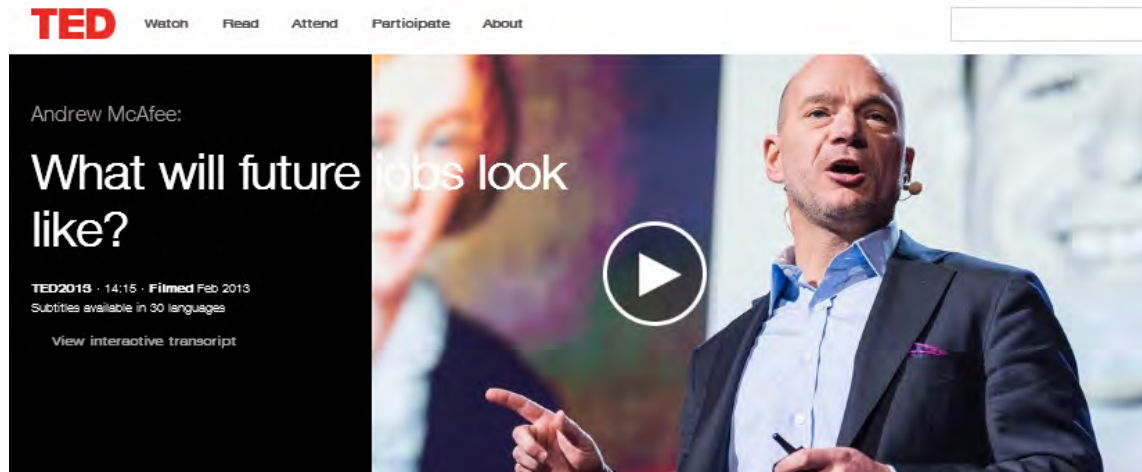 TED Watch Read Attend Participate About
Andrew McAfee:
What will future jobs look
like?
TED2013 · 14:15 · Filmed Feb 2013
Subtitles available in 30 languages
View interactive transcript